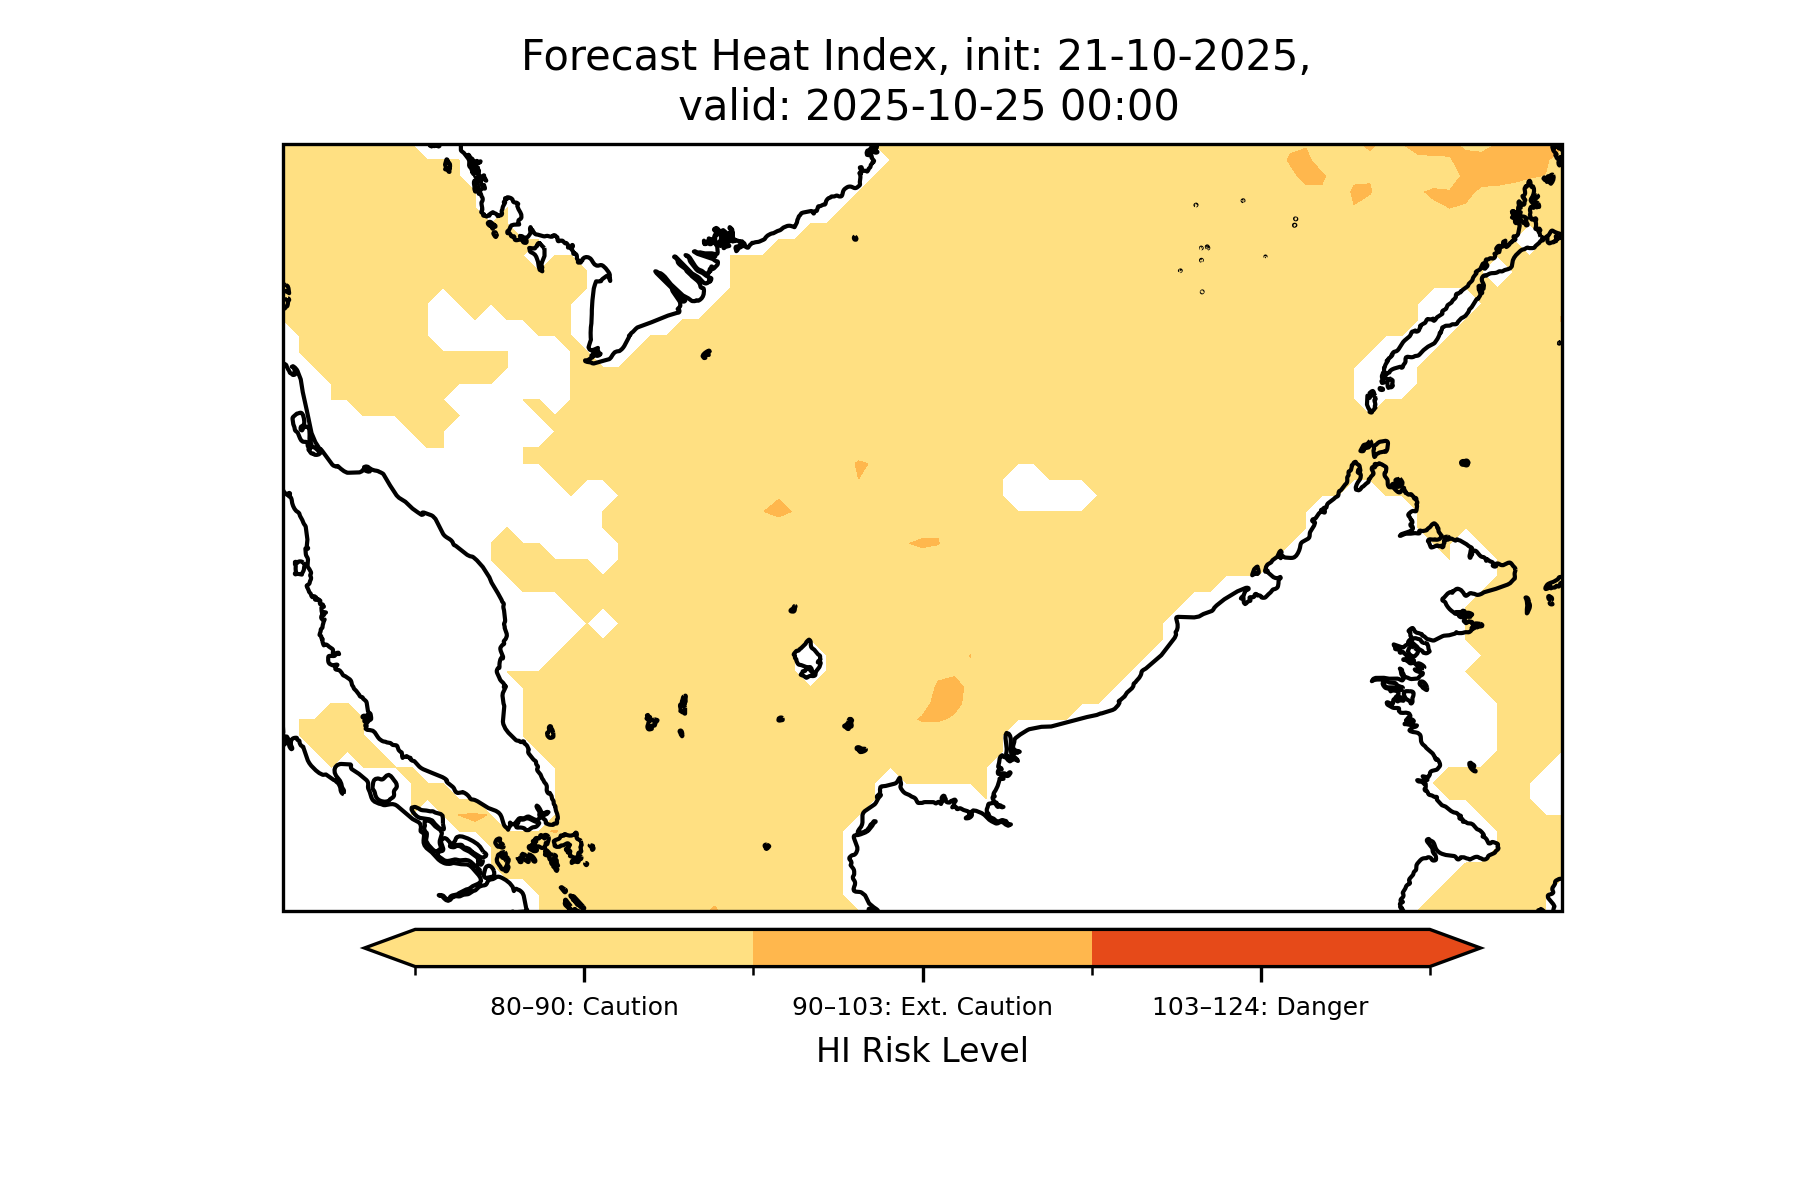 Forecast Heat Index, init: 21-10-2025,
valid: 2025-10-25 00:00
80–90: Caution
90–103: Ext. Caution
103–124: Danger
HI Risk Level